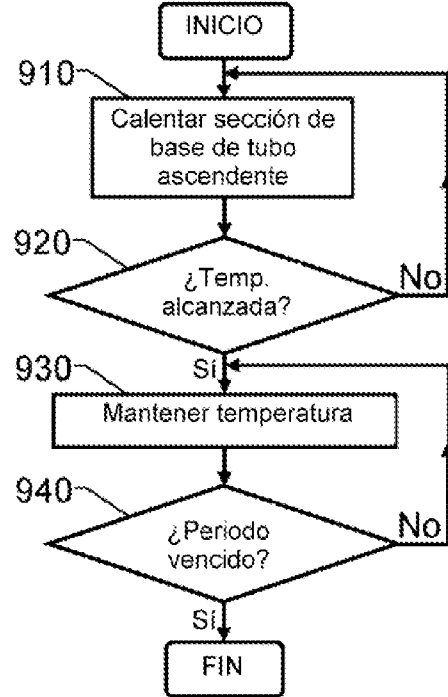 INICIO
910
Calentar sección de
base de tubo
ascendente
920
¿Temp.
alcanzada?
No
Sí
930
Mantener temperatura
940
¿Periodo
vencido?
No
Sí
FIN